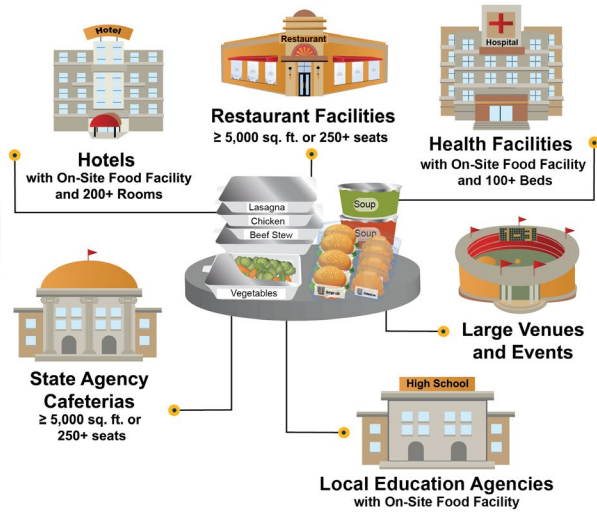 Hotel
Hotels
with On-Site Food Facility
and 200+ Rooms
Restaurant
Restaurant Facilities
≥ 5,000 sq. ft. or 250+ seats
Hospital
Health Facilities
with On-Site Food Facility
and 100+ Beds
Lasagna
Chicken
Beef Stew
Vegetables
Soup
Soup
Large Venues
and Events
State Agency
Cafeterias
≥ 5,000 sq. ft. or
250+ seats
High School
Local Education Agencies
with On-Site Food Facility